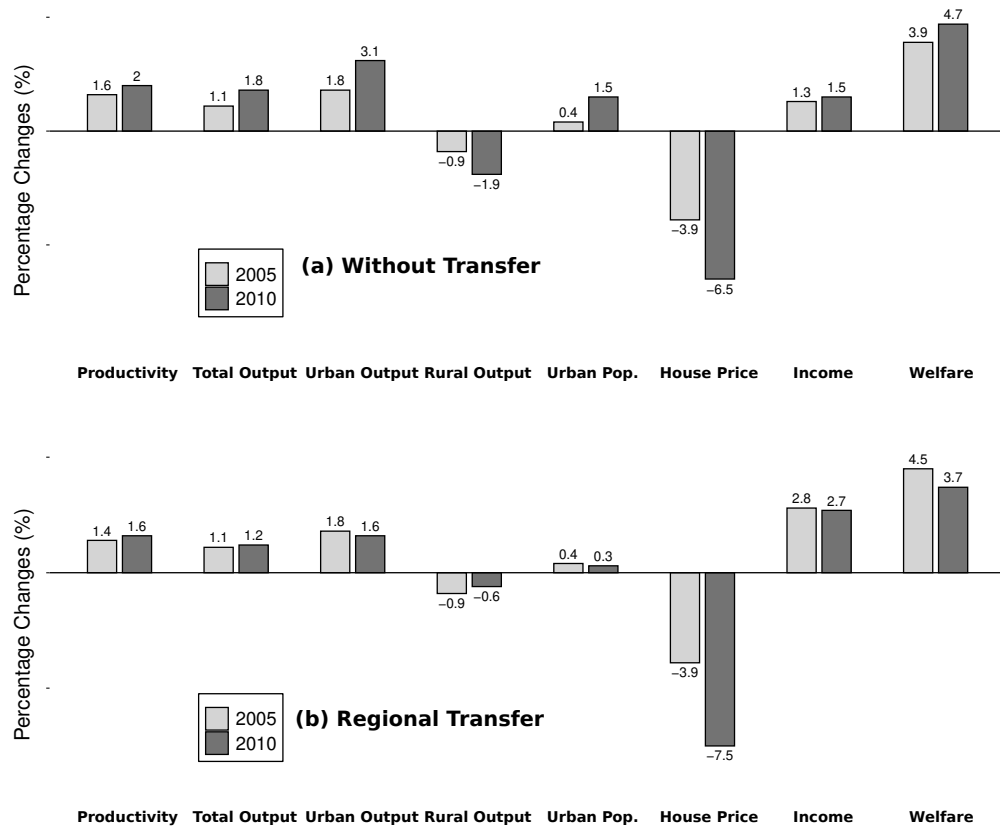 Percentage Changes (%)
1.6 2 1.1 1.8 1.8 3.1 −0.9 −1.9 0.4 1.5 −3.9 −6.5 1.3 1.5 3.9 4.7
(a) Without Transfer
2005
2010
Productivity Total Output Urban Output Rural Output Urban Pop. House Price Income Welfare
Percentage Changes (%)
1.4 1.6 1.1 1.2 1.8 1.6 −0.9 −0.6 0.4 0.3 −3.9 −7.5 2.8 2.7 4.5 3.7
(b) Regional Transfer
2005
2010
Productivity Total Output Urban Output Rural Output Urban Pop. House Price Income Welfare